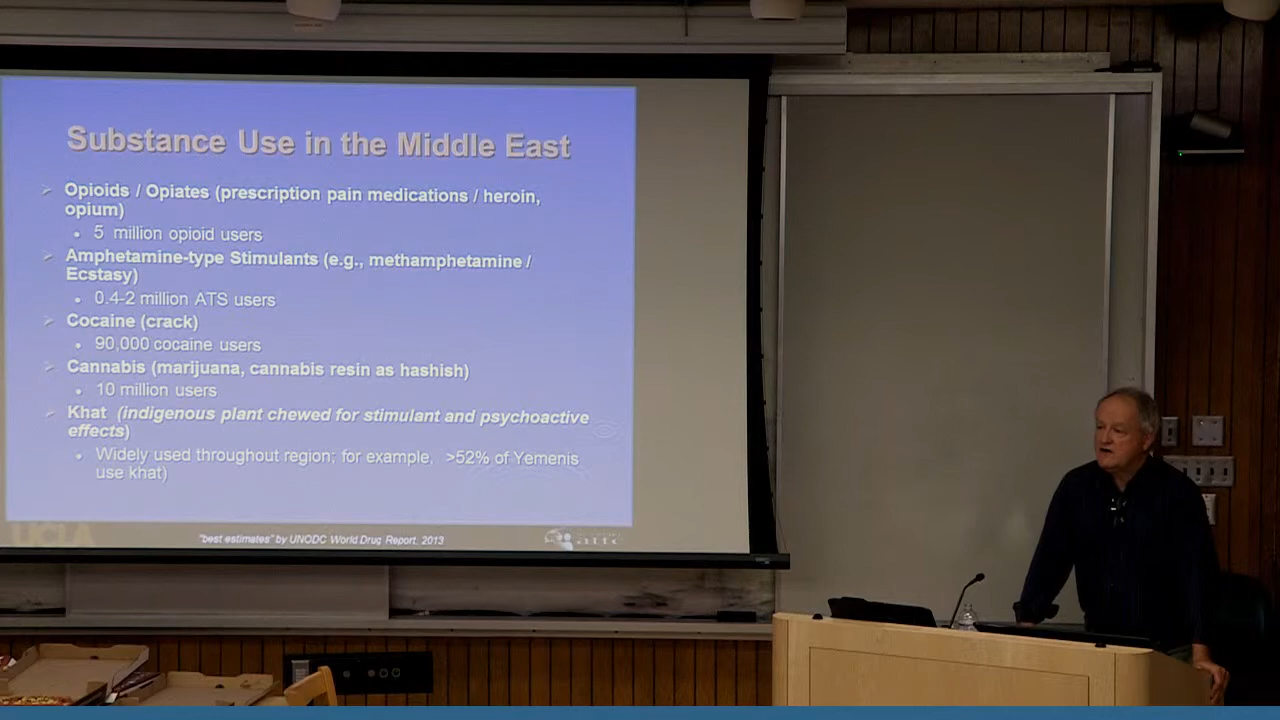 Substance Use in the Middle East
Opioids / Opiates (prescription pain medications / heroin,
opium)
5 million opioid users
Amphetamine-type Stimulants (e.g., methamphetamine /
Ecstasy)
0.4-2 million ATS users
Cocaine (crack)
90,000 cocaine users
Cannabis (marijuana, cannabis resin as hashish)
10 million users
Khat (indigenous plant chewed for stimulant and psychoactive
effects)
Widely used throughout region; for example, >52% of Yemenis
use khat)
UCLA
"best estimates" by UNODC World Drug Report, 2013
attc